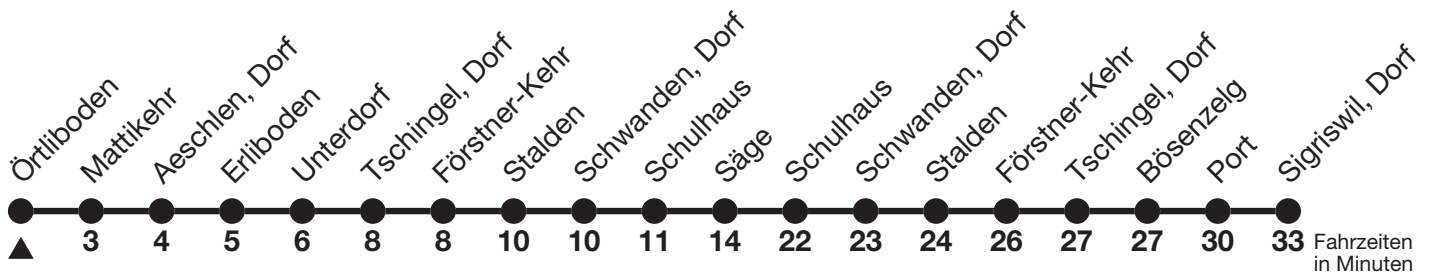 Örtliboden
Mattikehr
Aeschlen, Dorf
Erliboden
Unterdorf
Tschingel, Dorf
Förstner-Kehr
Stalden
Schwanden, Dorf
Schulhaus
Säge
Schulhaus
Schwanden, Dorf
Stalden
Förstner-Kehr
Tschingel, Dorf
Bösenzelg
Port
Sigriswil, Dorf
3 4 5 6 8 8 10 10 11 14 22 23 24 26 27 27 30 33 Fahrzeiten
in Minuten